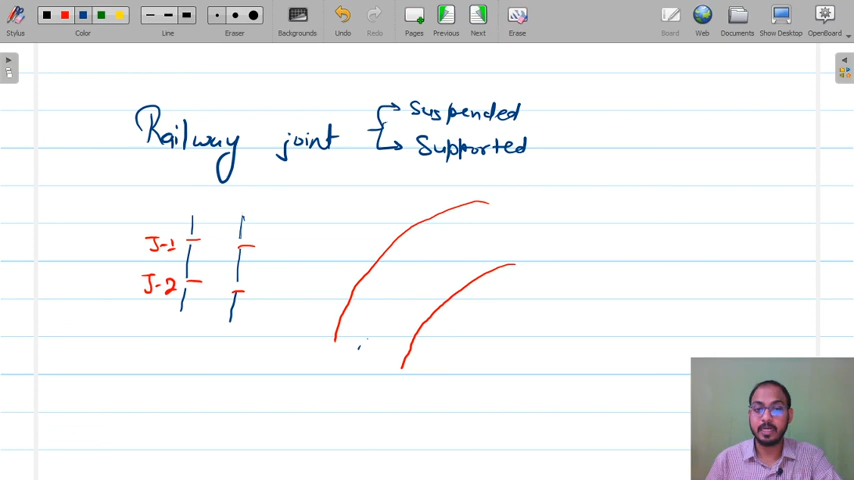 Stylus
Color
Line
Eraser
Backgrounds
Undo
Redo
Pages
Previous
Next
Erase
Board
Web
Documents
Show Desktop
OpenBoard
Railway joint
Suspended
Supported
J-1
J-2